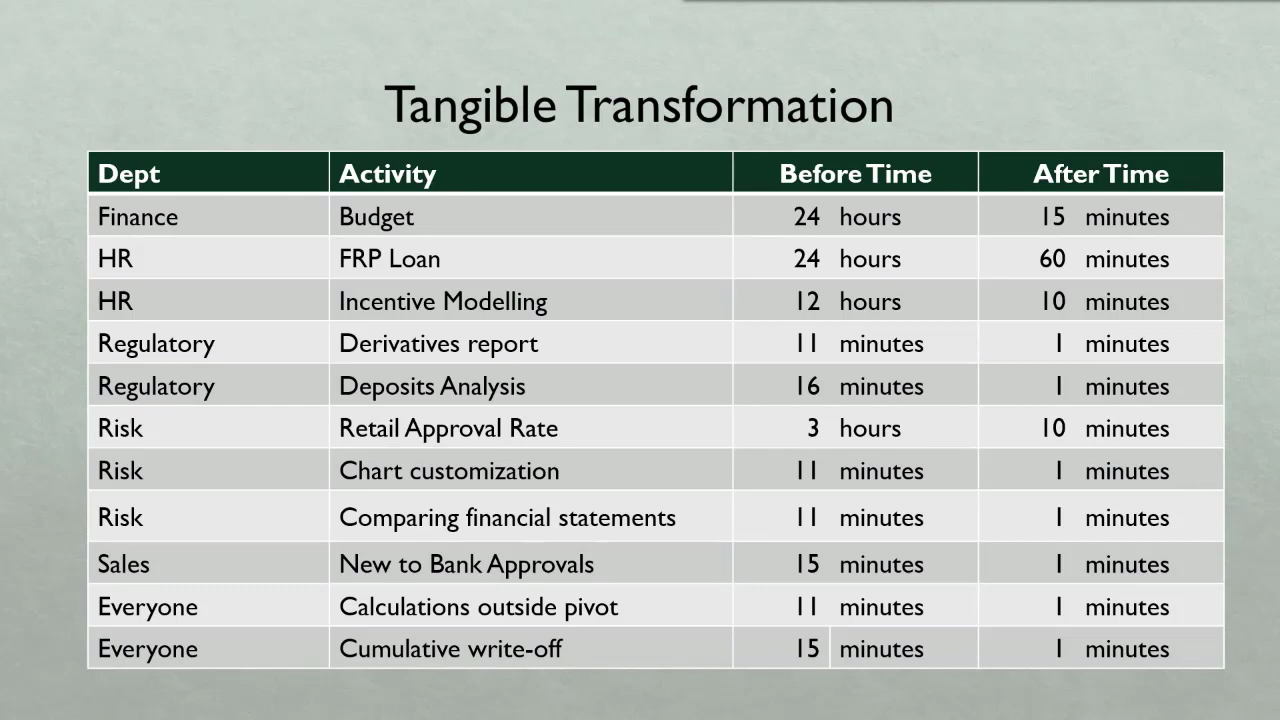 Tangible Transformation
Dept Activity Before Time After Time
Finance Budget 24 hours 15 minutes
HR FRP Loan 24 hours 60 minutes
HR Incentive Modelling 12 hours 10 minutes
Regulatory Derivatives report 11 minutes 1 minutes
Regulatory Deposits Analysis 16 minutes 1 minutes
Risk Retail Approval Rate 3 hours 10 minutes
Risk Chart customization 11 minutes 1 minutes
Risk Comparing financial statements 11 minutes 1 minutes
Sales New to Bank Approvals 15 minutes 1 minutes
Everyone Calculations outside pivot 11 minutes 1 minutes
Everyone Cumulative write-off 15 minutes 1 minutes